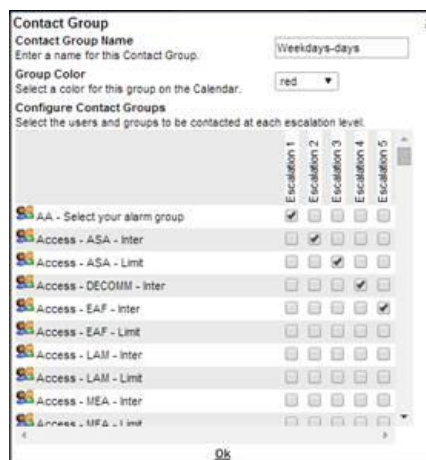 Contact Group
Contact Group Name
Enter a name for this Contact Group.
Weekdays-days
Group Color
Select a color for this group on the Calendar.
red
Configure Contact Groups
Select the users and groups to be contacted at each escalation level.
Escalation 1
Escalation 2
Escalation 3
Escalation 4
Escalation 5
AA - Select your alarm group
Access - ASA - Inter
Access - ASA - Limit
Access - DECOMM - Inter
Access - EAF - Inter
Access - EAF - Limit
Access - LAM - Inter
Access - LAM - Limit
Access - MEA - Inter
Access - MEA - Limit
Ok